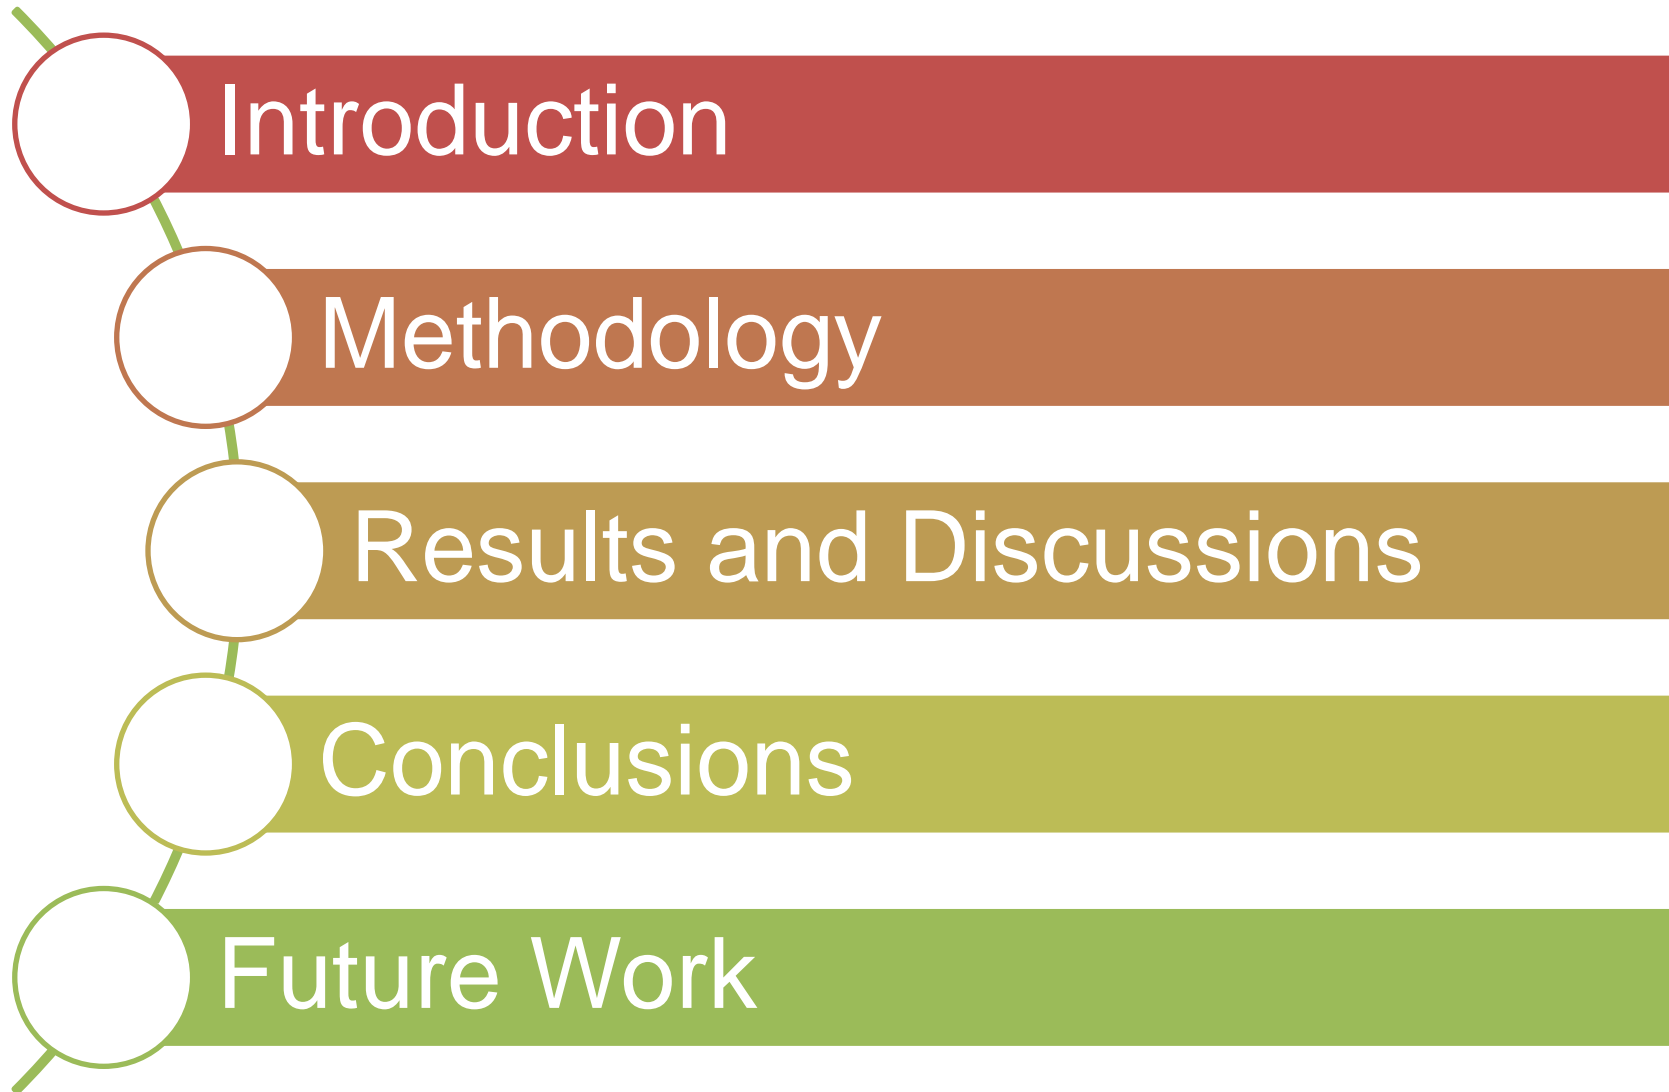 Introduction
Methodology
Results and Discussions
Conclusions
Future Work